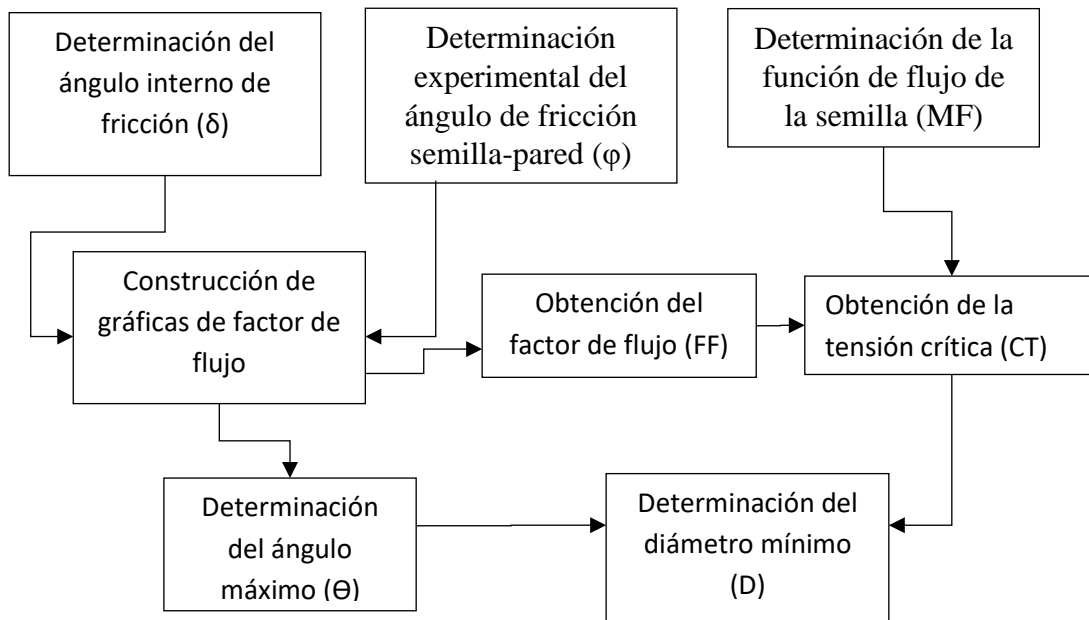 Determinación del
ángulo interno de
fricción (δ)
Determinación
experimental del
ángulo de fricción
semilla-pared (φ)
Determinación de la
función de flujo de
la semilla (MF)
Construcción de
gráficas de factor de
flujo
Obtención del
factor de flujo (FF)
Obtención de la
tensión crítica (CT)
Determinación
del ángulo
máximo (Ɵ)
Determinación del
diámetro mínimo
(D)